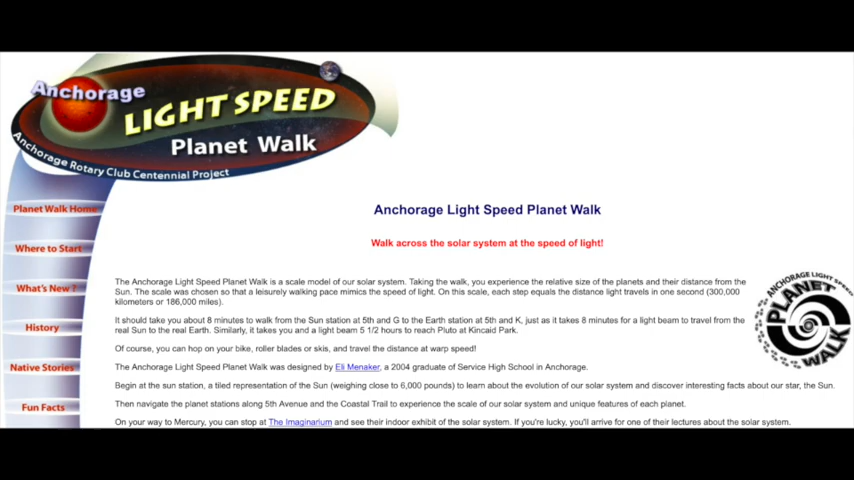 Anchorage
LIGHT SPEED
Planet Walk
Anchorage Rotary Club Centennial Project
Planet Walk Home
Where to Start
What's New?
History
Native Stories
Fun Facts
Anchorage Light Speed Planet Walk
Walk across the solar system at the speed of light!
The Anchorage Light Speed Planet Walk is a scale model of our solar system. Taking the walk, you experience the relative size of the planets and their distance from the
Sun. The scale was chosen so that a leisurely walking pace mimics the speed of light. On this scale, each step equals the distance light travels in one second (300,000
kilometers or 186,000 miles).
It should take you about 8 minutes to walk from the Sun station at 5th and G to the Earth station at 5th and K, just as it takes 8 minutes for a light beam to travel from the
real Sun to the real Earth. Similarly, it takes you and a light beam 5 1/2 hours to reach Pluto at Kincaid Park.
Of course, you can hop on your bike, roller blades or skis, and travel the distance at warp speed!
The Anchorage Light Speed Planet Walk was designed by Eli Menaker, a 2004 graduate of Service High School in Anchorage.
Begin at the sun station, a tiled representation of the Sun (weighing close to 6,000 pounds) to learn about the evolution of our solar system and discover interesting facts about our star, the Sun.
Then navigate the planet stations along 5th Avenue and the Coastal Trail to experience the scale of our solar system and unique features of each planet.
On your way to Mercury, you can stop at The Imaginarium and see their indoor exhibit of the solar system. If you're lucky, you'll arrive for one of their lectures about the solar system.
ANCHORAGE LIGHT SPEED
PLANET
WALK